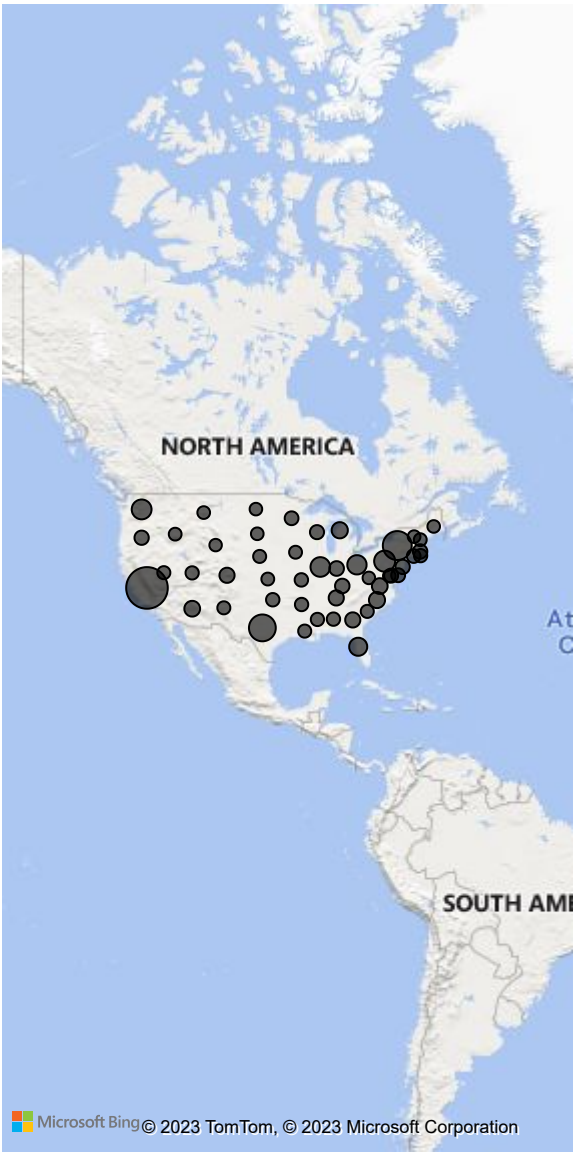 NORTH AMERICA
At
C
SOUTH AME
Microsoft Bing © 2023 TomTom, © 2023 Microsoft Corporation